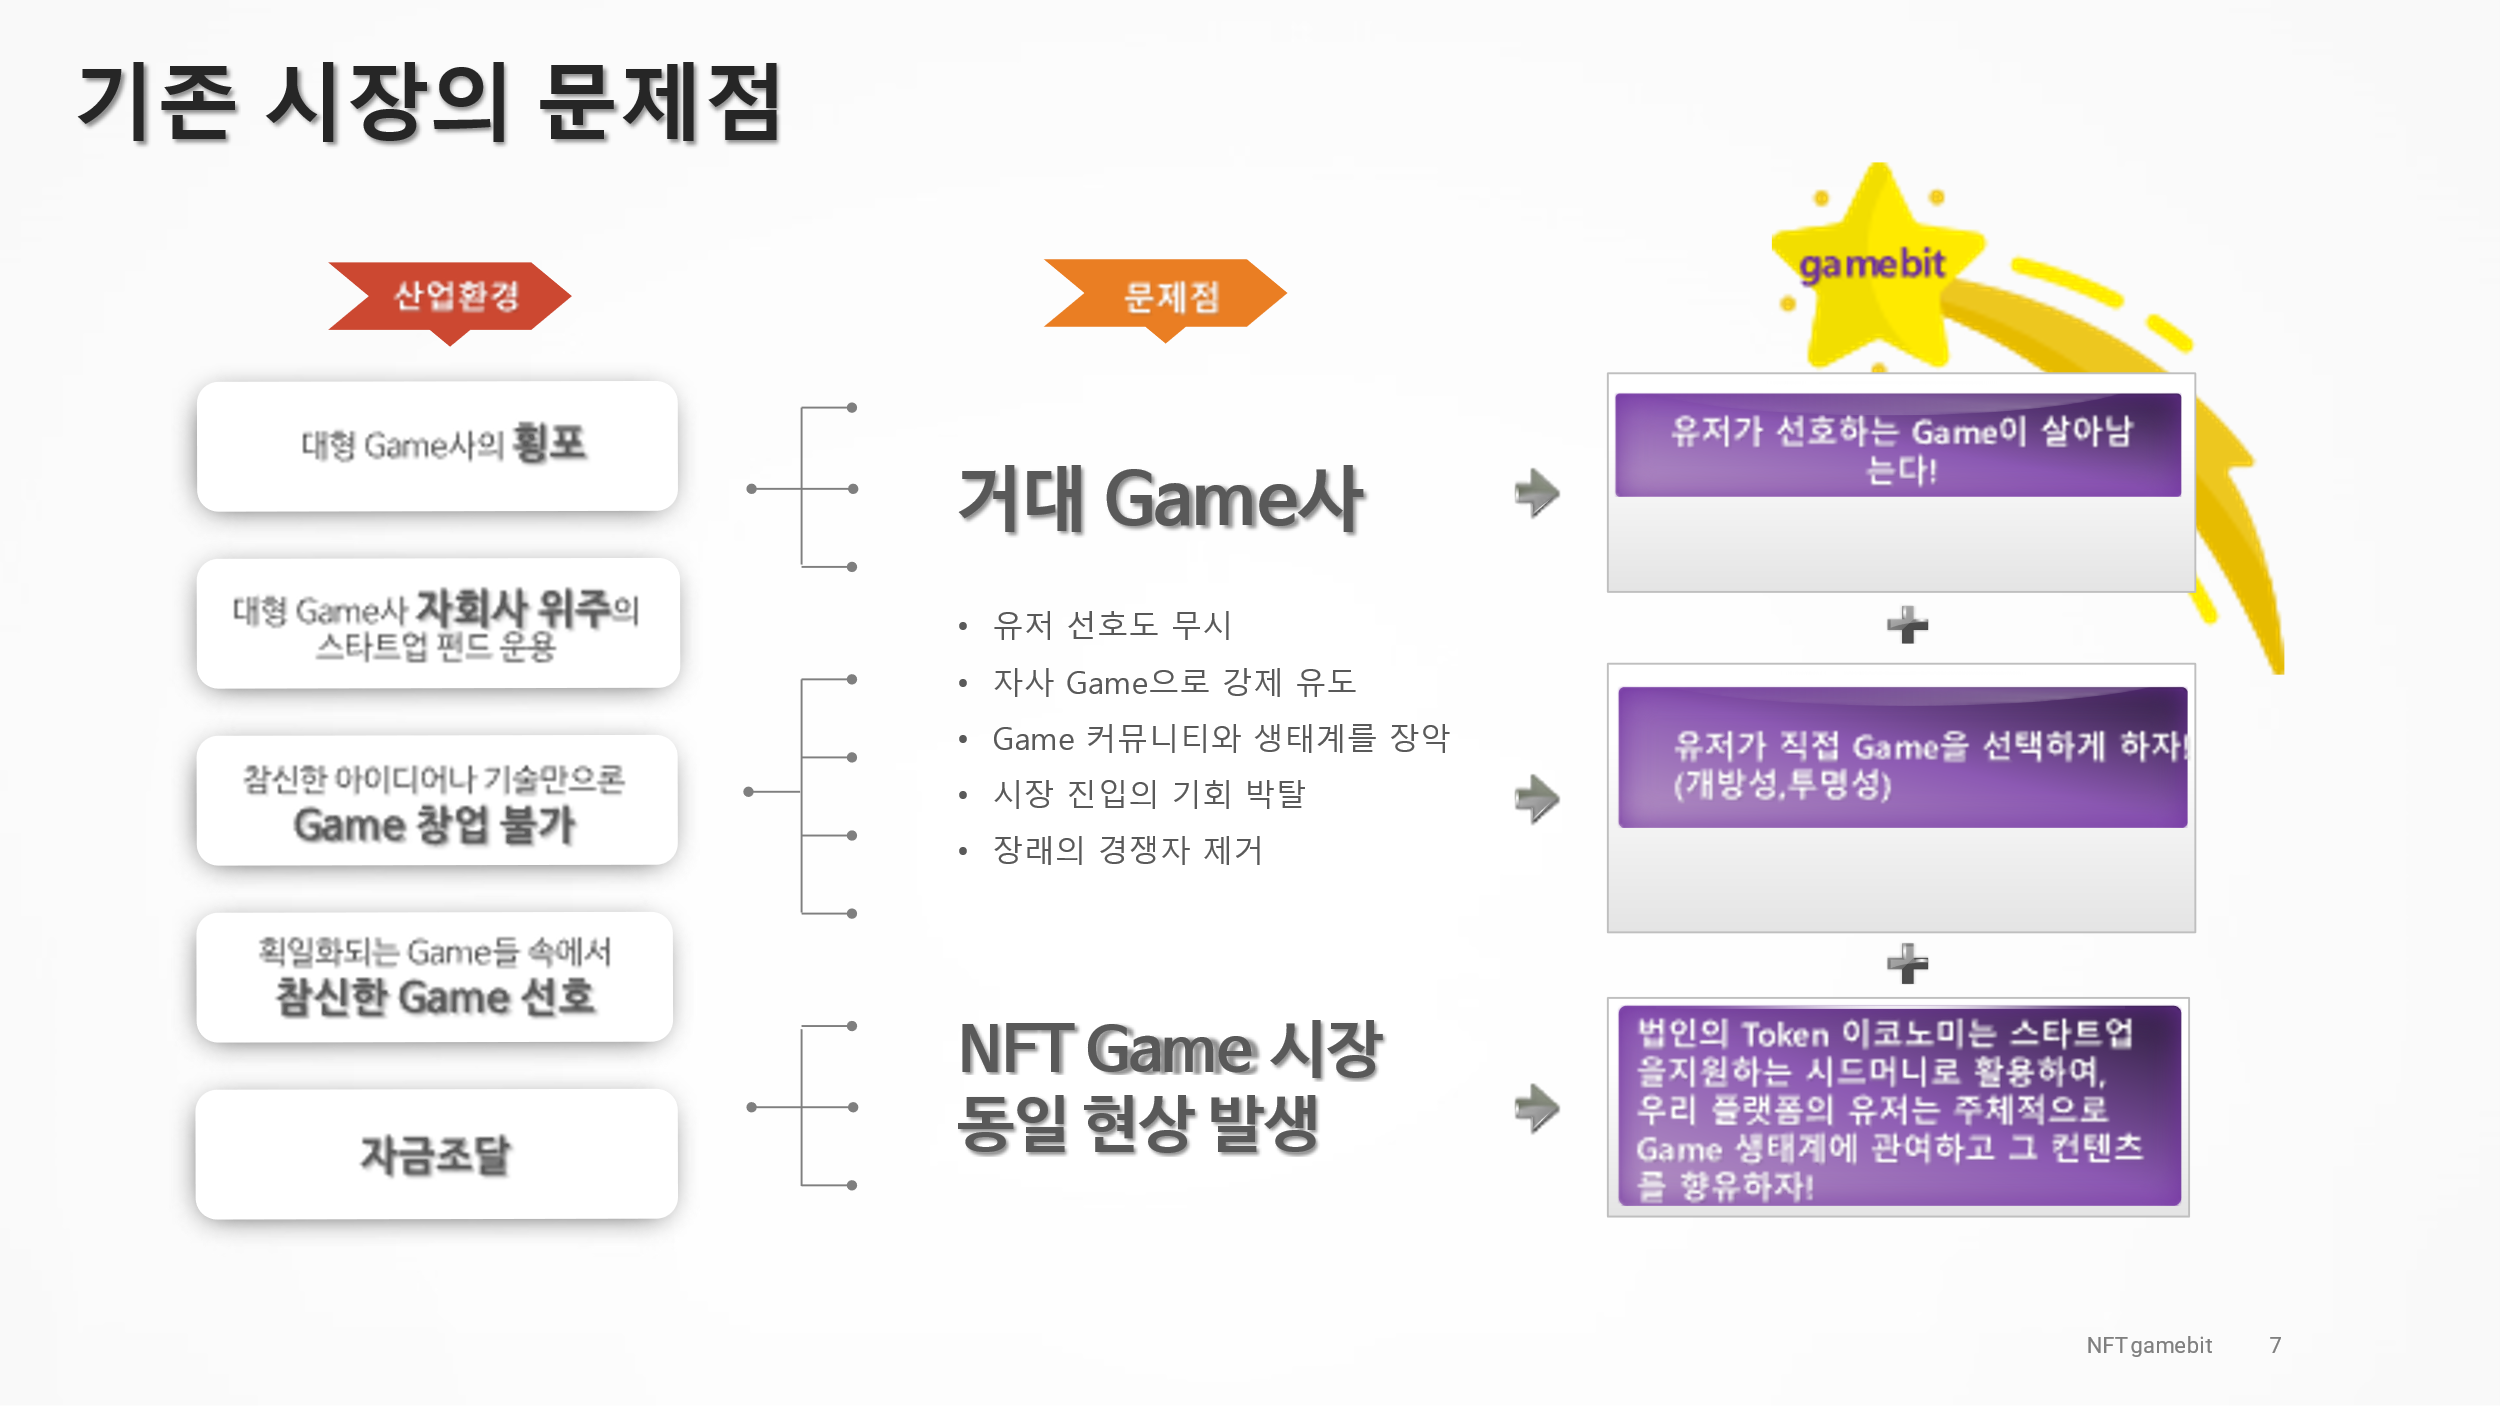 기존 시장의 문제점
산업환경
대형 Game사의 횡포
대형 Game사 자회사 위주의
스타트업 펀드 운용
참신한 아이디어나 기술만으론
Game 창업 불가
획일화되는 Game들 속에서
참신한 Game 선호
자금조달
문제점
거대 Game사
• 유저 선호도 무시
• 자사 Game으로 강제 유도
• Game 커뮤니티와 생태계를 장악
• 시장 진입의 기회 박탈
• 장래의 경쟁자 제거
NFT Game 시장
동일 현상 발생
gamebit
유저가 선호하는 Game이 살아남
는다!
유저가 직접 Game을 선택하게 하자!
(개방성,투명성)
법인의 Token 이코노미는 스타트업
을지원하는 시드머니로 활용하여,
우리 플랫폼의 유저는 주체적으로
Game 생태계에 관여하고 그 컨텐츠
를 향유하자!
NFT gamebit 7